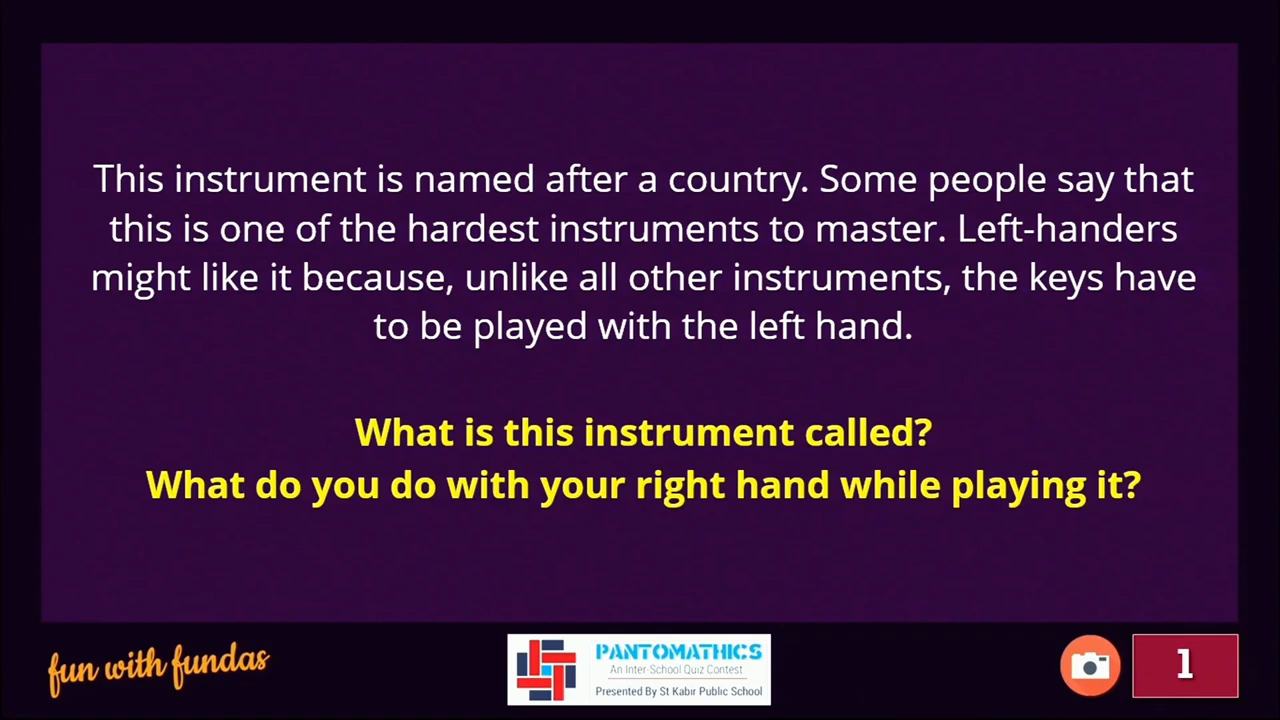 This instrument is named after a country. Some people say that
this is one of the hardest instruments to master. Left-handers
might like it because, unlike all other instruments, the keys have
to be played with the left hand.
What is this instrument called?
What do you do with your right hand while playing it?
fun with fundas
PANTOMATHICS
An Inter-School Quiz Contest
Presented By St Kabir Public School
1